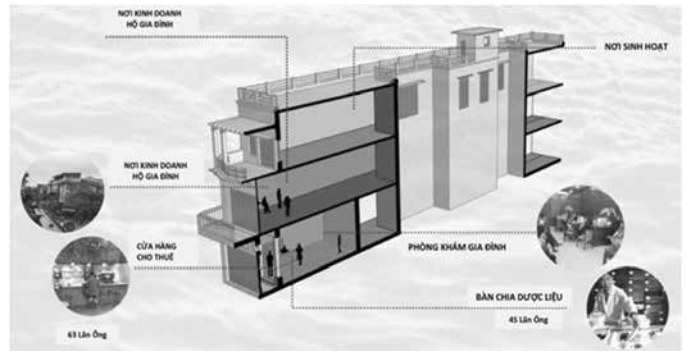 NƠI KINH DOANH
HỘ GIA ĐÌNH
NƠI SINH HOẠT
NƠI KINH DOANH
HỘ GIA ĐÌNH
CỬA HÀNG
CHO THUÊ
PHÒNG KHÁM GIA ĐÌNH
BÀN CHIA DƯỢC LIỆU
63 Lãn Ông
45 Lãn Ông